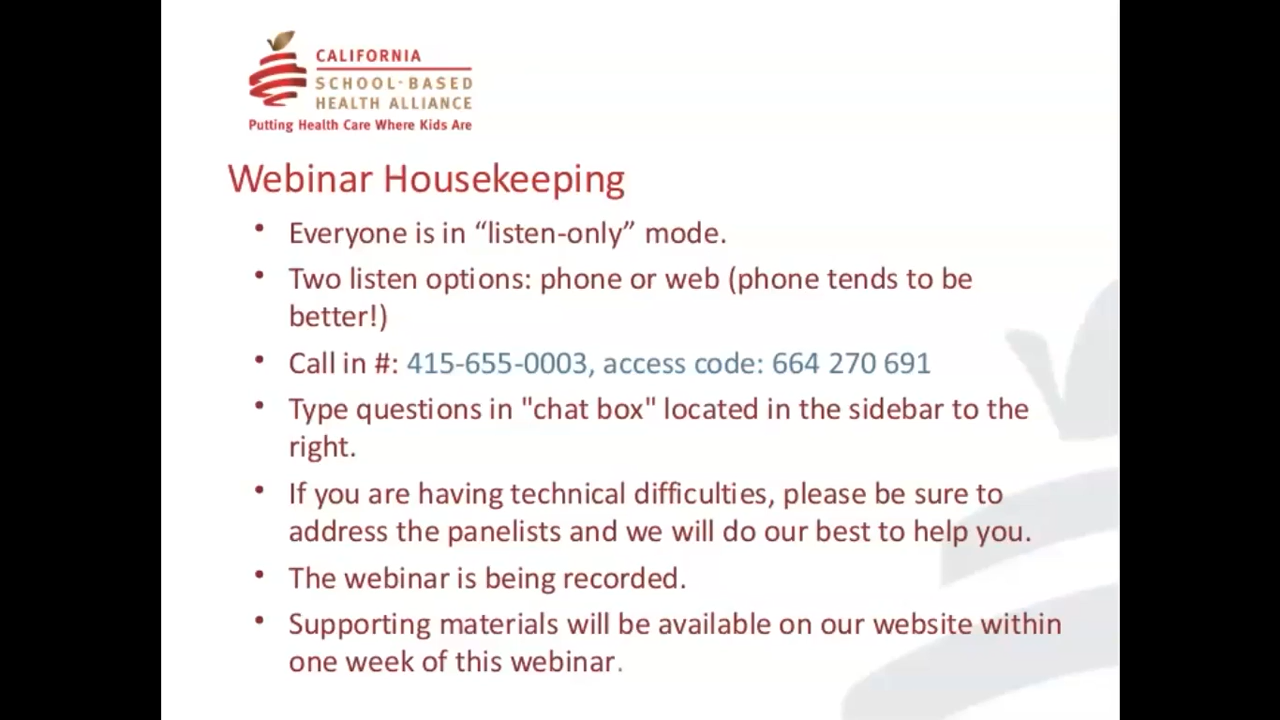 CALIFORNIA
SCHOOL-BASED
HEALTH ALLIANCE
Putting Health Care Where Kids Are
Webinar Housekeeping
• Everyone is in “listen-only” mode.
• Two listen options: phone or web (phone tends to be
better!)
• Call in #: 415-655-0003, access code: 664 270 691
• Type questions in "chat box" located in the sidebar to the
right.
• If you are having technical difficulties, please be sure to
address the panelists and we will do our best to help you.
• The webinar is being recorded.
• Supporting materials will be available on our website within
one week of this webinar.